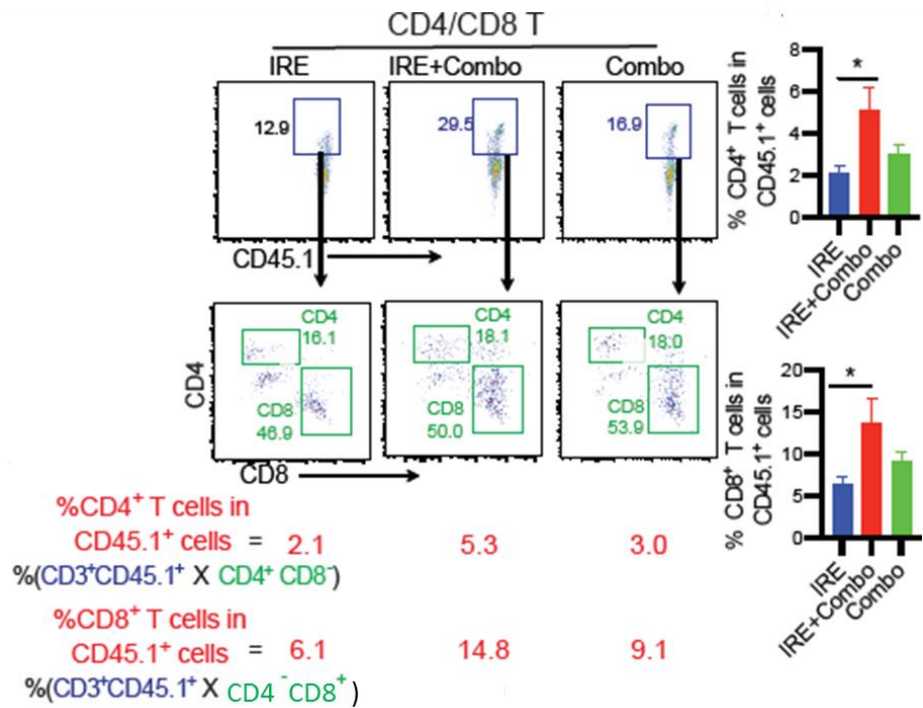 CD4/CD8 T
IRE IRE+Combo Combo
12.9 29.5 16.9
CD45.1
CD4
16.1
CD8
46.9
CD4
18.1
CD8
50.0
CD4
18.0
CD8
53.9
CD4
CD8
%CD4⁺ T cells in
CD45.1⁺ cells = 2.1 5.3 3.0
%(CD3⁺CD45.1⁺ X CD4⁺ CD8⁻)
%CD8⁺ T cells in
CD45.1⁺ cells = 6.1 14.8 9.1
%(CD3⁺CD45.1⁺ X CD4⁻CD8⁺)
% CD4⁺ T cells in
CD45.1⁺ cells
8
6
4
2
0
*
IRE
IRE+Combo
Combo
% CD8⁺ T cells in
CD45.1⁺ cells
20
15
10
5
0
*
IRE
IRE+Combo
Combo